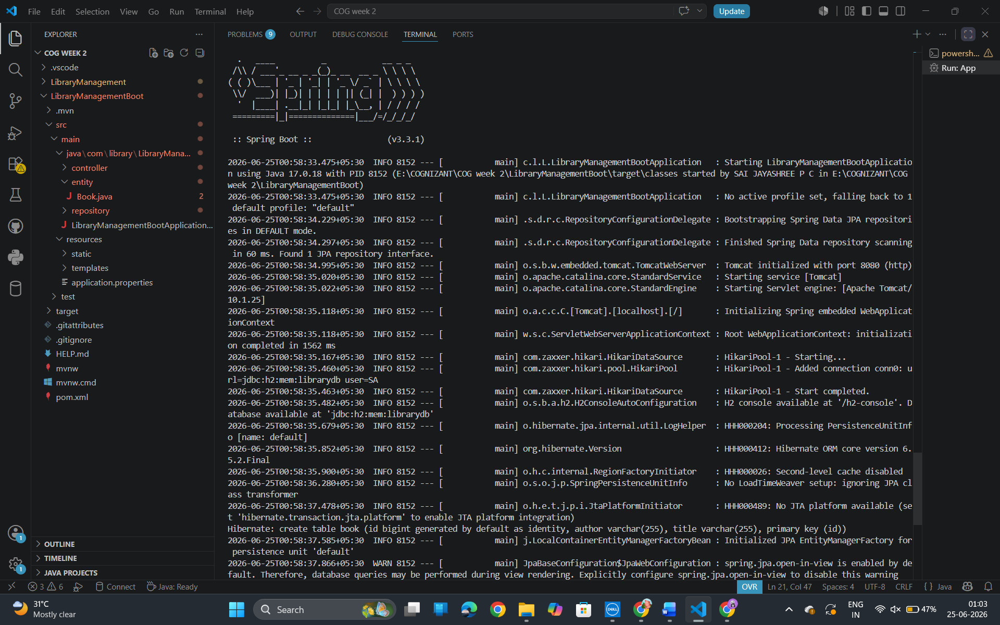 File Edit Selection View Go Run Terminal Help
COG week 2
Update
EXPLORER
COG WEEK 2
.vscode
LibraryManagement
LibraryManagementBoot
.mvn
src
main
java\com\library\LibraryMana...
controller
entity
Book.java 2
repository
LibraryManagementBootApplication...
resources
static
templates
application.properties
test
target
.gitattributes
.gitignore
HELP.md
mvnw
mvnw.cmd
pom.xml
OUTLINE
TIMELINE
JAVA PROJECTS
PROBLEMS 9 OUTPUT DEBUG CONSOLE TERMINAL PORTS
powersh...
Run: App
:: Spring Boot :: (v3.3.1)
2026-06-25T00:58:33.475+05:30 INFO 8152 --- [ main] c.l.L.LibraryManagementBootApplication : Starting LibraryManagementBootApplicatio
n using Java 17.0.18 with PID 8152 (E:\COGNIZANT\COG week 2\LibraryManagementBoot\target\classes started by SAI JAYASHREE P C in E:\COGNIZANT\COG
week 2\LibraryManagementBoot)
2026-06-25T00:58:33.475+05:30 INFO 8152 --- [ main] c.l.L.LibraryManagementBootApplication : No active profile set, falling back to 1
default profile: "default"
2026-06-25T00:58:34.229+05:30 INFO 8152 --- [ main] .s.d.r.c.RepositoryConfigurationDelegate : Bootstrapping Spring Data JPA repositori
es in DEFAULT mode.
2026-06-25T00:58:34.297+05:30 INFO 8152 --- [ main] .s.d.r.c.RepositoryConfigurationDelegate : Finished Spring Data repository scanning
in 60 ms. Found 1 JPA repository interface.
2026-06-25T00:58:34.995+05:30 INFO 8152 --- [ main] o.s.b.w.embedded.tomcat.TomcatWebServer : Tomcat initialized with port 8080 (http)
2026-06-25T00:58:35.020+05:30 INFO 8152 --- [ main] o.apache.catalina.core.StandardService : Starting service [Tomcat]
2026-06-25T00:58:35.022+05:30 INFO 8152 --- [ main] o.apache.catalina.core.StandardEngine : Starting Servlet engine: [Apache Tomcat/
10.1.25]
2026-06-25T00:58:35.118+05:30 INFO 8152 --- [ main] o.a.c.c.C.[Tomcat].[localhost].[/] : Initializing Spring embedded WebApplicat
ionContext
2026-06-25T00:58:35.118+05:30 INFO 8152 --- [ main] w.s.c.ServletWebServerApplicationContext : Root WebApplicationContext: initializati
on completed in 1562 ms
2026-06-25T00:58:35.167+05:30 INFO 8152 --- [ main] com.zaxxer.hikari.HikariDataSource : HikariPool-1 - Starting...
2026-06-25T00:58:35.460+05:30 INFO 8152 --- [ main] com.zaxxer.hikari.pool.HikariPool : HikariPool-1 - Added connection conn0: u
rl=jdbc:h2:mem:librarydb user=SA
2026-06-25T00:58:35.463+05:30 INFO 8152 --- [ main] com.zaxxer.hikari.HikariDataSource : HikariPool-1 - Start completed.
2026-06-25T00:58:35.482+05:30 INFO 8152 --- [ main] o.s.b.a.h2.H2ConsoleAutoConfiguration : H2 console available at '/h2-console'. D
atabase available at 'jdbc:h2:mem:librarydb'
2026-06-25T00:58:35.679+05:30 INFO 8152 --- [ main] o.hibernate.jpa.internal.util.LogHelper : HHH000204: Processing PersistenceUnitInf
o [name: default]
2026-06-25T00:58:35.852+05:30 INFO 8152 --- [ main] org.hibernate.Version : HHH000412: Hibernate ORM core version 6.
5.2.Final
2026-06-25T00:58:35.900+05:30 INFO 8152 --- [ main] o.h.c.internal.RegionFactoryInitiator : HHH000026: Second-level cache disabled
2026-06-25T00:58:36.280+05:30 INFO 8152 --- [ main] o.s.o.j.p.SpringPersistenceUnitInfo : No LoadTimeWeaver setup: ignoring JPA cl
ass transformer
2026-06-25T00:58:37.478+05:30 INFO 8152 --- [ main] o.h.e.t.j.p.i.JtaPlatformInitiator : HHH000489: No JTA platform available (se
t 'hibernate.transaction.jta.platform' to enable JTA platform integration)
Hibernate: create table book (id bigint generated by default as identity, author varchar(255), title varchar(255), primary key (id))
2026-06-25T00:58:37.585+05:30 INFO 8152 --- [ main] j.LocalContainerEntityManagerFactoryBean : Initialized JPA EntityManagerFactory for
persistence unit 'default'
2026-06-25T00:58:37.866+05:30 WARN 8152 --- [ main] JpaBaseConfiguration$JpaWebConfiguration : spring.jpa.open-in-view is enabled by de
fault. Therefore, database queries may be performed during view rendering. Explicitly configure spring.jpa.open-in-view to disable this warning
3 6 Connect Java: Ready OVR Ln 21, Col 47 Spaces: 4 UTF-8 CRLF { } Java
31°C
Mostly clear
Search
DELL
ENG
IN
47%
01:03
25-06-2026